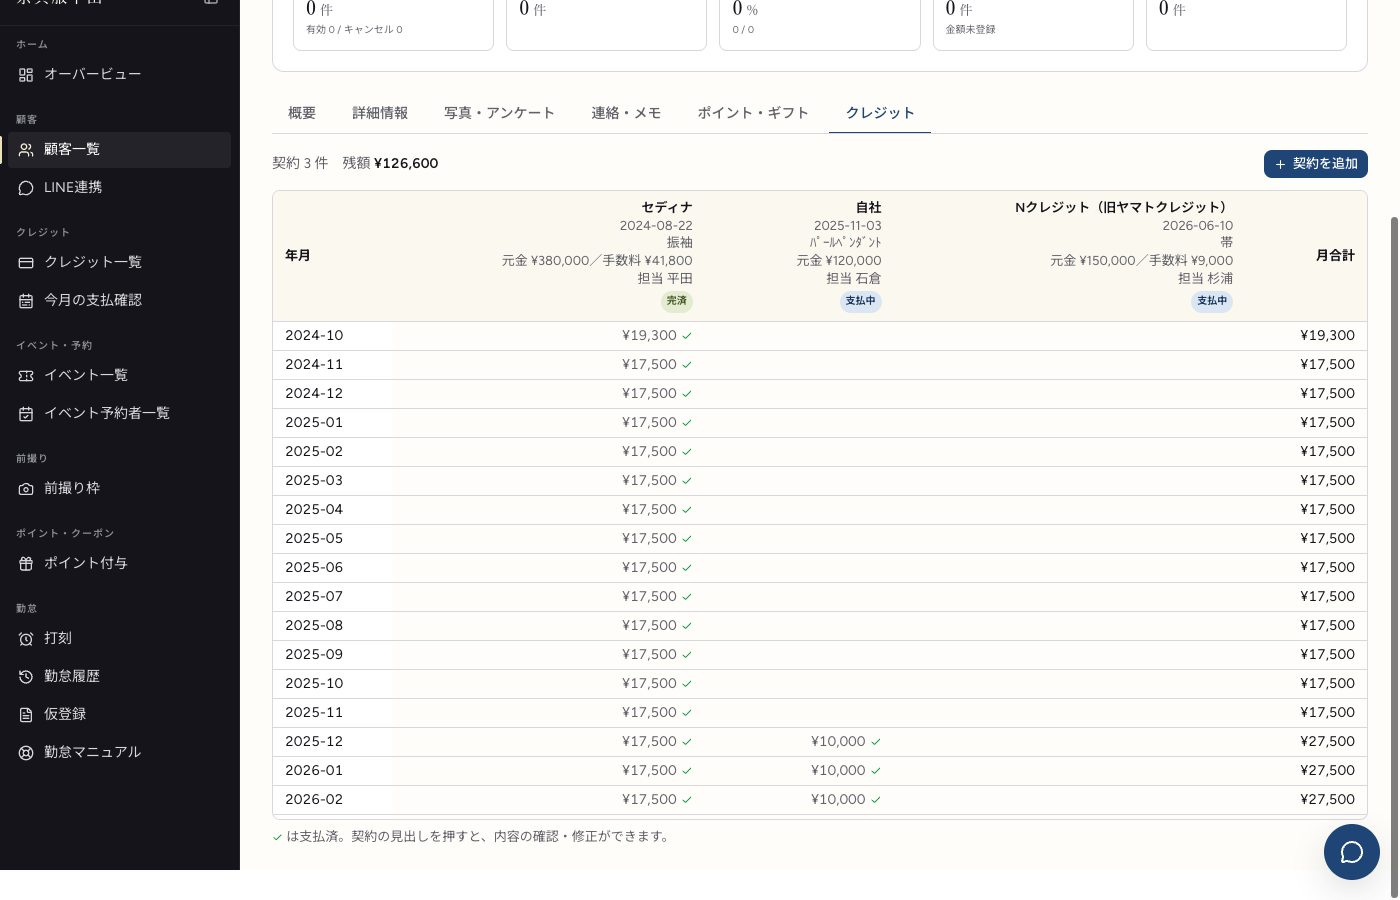 ホーム
オーバービュー
顧客
顧客一覧
LINE連携
クレジット
クレジット一覧
今月の支払確認
イベント・予約
イベント一覧
イベント予約者一覧
前撮り
前撮り枠
ポイント・クーポン
ポイント付与
勤怠
打刻
勤怠履歴
仮登録
勤怠マニュアル
0 件 0 件 0 % 0 件 0 件
有効 0 / キャンセル 0 0 / 0 金額未登録
概要 詳細情報 写真・アンケート 連絡・メモ ポイント・ギフト クレジット
契約 3 件 残額 ¥126,600 + 契約を追加
セディナ 自社 Nクレジット（旧ヤマトクレジット）
2024-08-22 2025-11-03 2026-06-10
振袖 ﾊﾟｰﾙﾍﾟﾝﾀﾞﾝﾄ 帯
年月 月合計
元金 ¥380,000／手数料 ¥41,800 元金 ¥120,000 元金 ¥150,000／手数料 ¥9,000
担当 平田 担当 石倉 担当 杉浦
完済 支払中 支払中
2024-10 ¥19,300 ✓ ¥19,300
2024-11 ¥17,500 ✓ ¥17,500
2024-12 ¥17,500 ✓ ¥17,500
2025-01 ¥17,500 ✓ ¥17,500
2025-02 ¥17,500 ✓ ¥17,500
2025-03 ¥17,500 ✓ ¥17,500
2025-04 ¥17,500 ✓ ¥17,500
2025-05 ¥17,500 ✓ ¥17,500
2025-06 ¥17,500 ✓ ¥17,500
2025-07 ¥17,500 ✓ ¥17,500
2025-08 ¥17,500 ✓ ¥17,500
2025-09 ¥17,500 ✓ ¥17,500
2025-10 ¥17,500 ✓ ¥17,500
2025-11 ¥17,500 ✓ ¥17,500
2025-12 ¥17,500 ✓ ¥10,000 ✓ ¥27,500
2026-01 ¥17,500 ✓ ¥10,000 ✓ ¥27,500
2026-02 ¥17,500 ✓ ¥10,000 ✓ ¥27,500
✓ は支払済。契約の見出しを押すと、内容の確認・修正ができます。